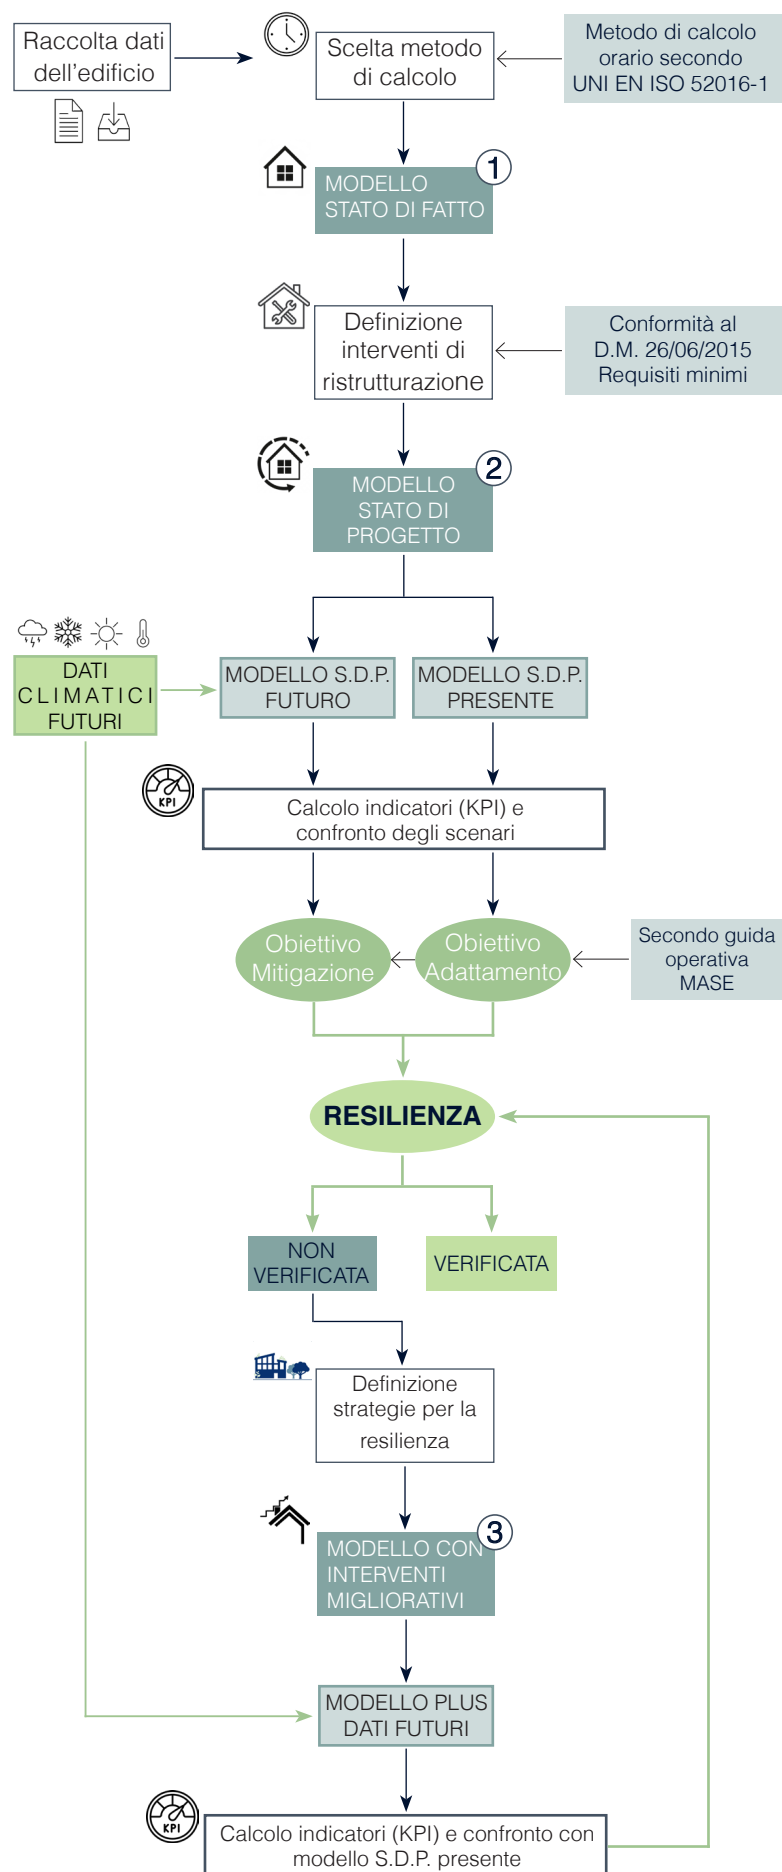 Raccolta dati
dell'edificio
Scelta metodo
di calcolo
Metodo di calcolo
orario secondo
UNI EN ISO 52016-1
1
MODELLO
STATO DI FATTO
Definizione
interventi di
ristrutturazione
Conformità al
D.M. 26/06/2015
Requisiti minimi
2
MODELLO
STATO DI
PROGETTO
DATI
CLIMATICI
FUTURI
MODELLO S.D.P.
FUTURO
MODELLO S.D.P.
PRESENTE
KPI
Calcolo indicatori (KPI) e
confronto degli scenari
Obiettivo
Mitigazione
Obiettivo
Adattamento
Secondo guida
operativa
MASE
RESILIENZA
NON
VERIFICATA
VERIFICATA
Definizione
strategie per la
resilienza
3
MODELLO CON
INTERVENTI
MIGLIORATIVI
MODELLO PLUS
DATI FUTURI
KPI
Calcolo indicatori (KPI) e confronto con
modello S.D.P. presente